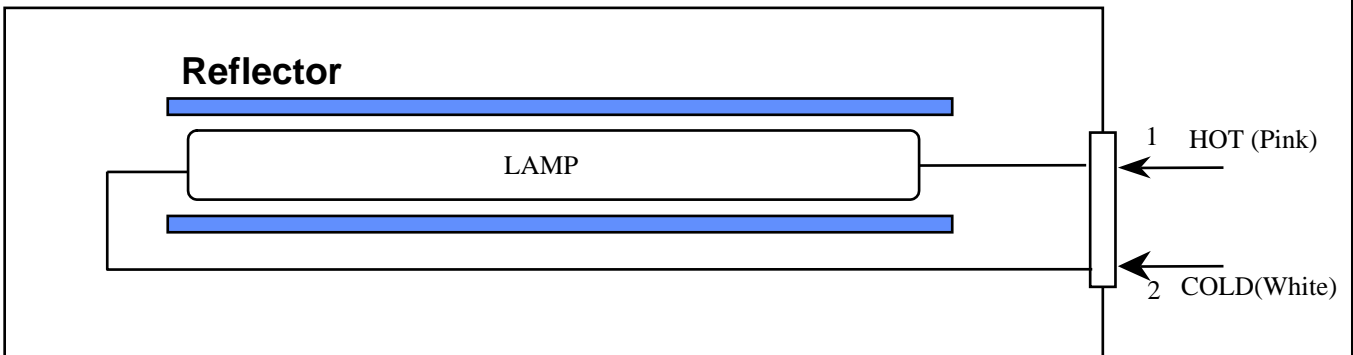 Reflector
LAMP
1
HOT (Pink)
2
COLD(White)